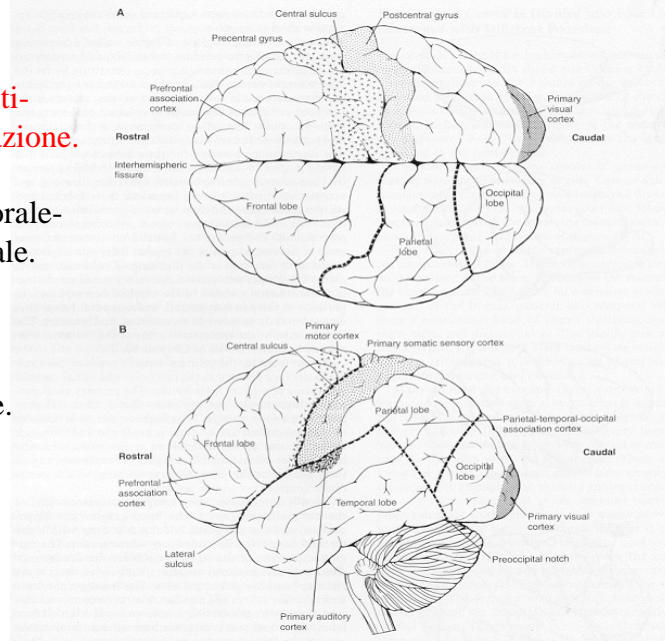 ti-
zione.
orale-
ale.
e.
A
Central sulcus
Postcentral gyrus
Precentral gyrus
Prefrontal
association
cortex
Primary
visual
cortex
Rostral
Caudal
Interhemispheric
fissure
Frontal lobe
Occipital
lobe
Parietal
lobe
B
Primary
motor cortex
Central sulcus
Primary somatic sensory cortex
Parietal lobe
Parietal-temporal-occipital
association cortex
Frontal lobe
Rostral
Caudal
Occipital
lobe
Prefrontal
association
cortex
Temporal lobe
Primary visual
cortex
Lateral
sulcus
Preoccipital notch
Primary auditory
cortex